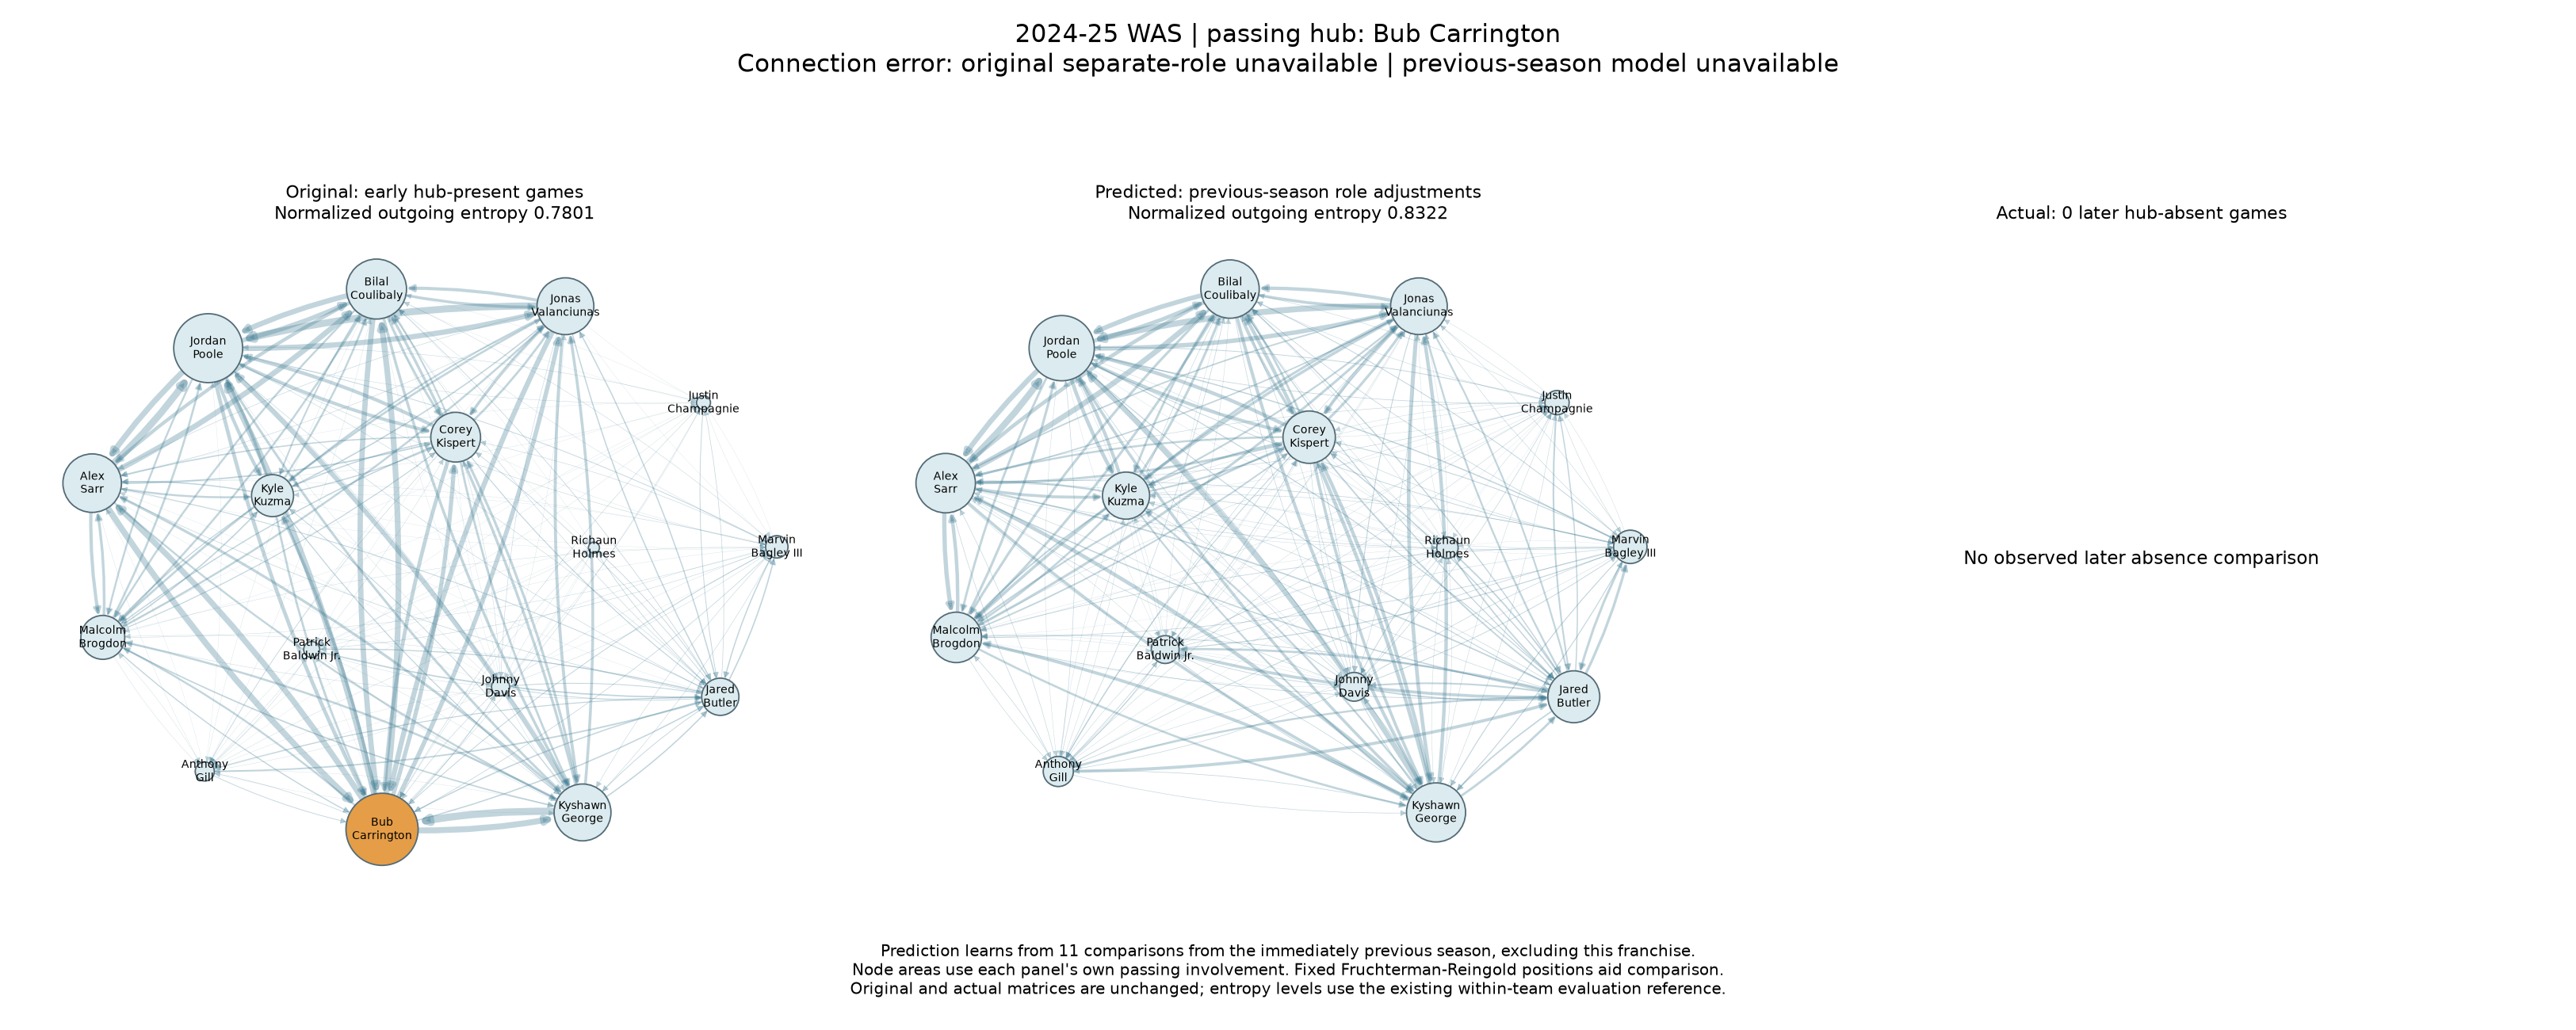 2024-25 WAS | passing hub: Bub Carrington
Connection error: original separate-role unavailable | previous-season model unavailable
Original: early hub-present games
Normalized outgoing entropy 0.7801
Predicted: previous-season role adjustments
Normalized outgoing entropy 0.8322
Actual: 0 later hub-absent games
Bilal
Coulibaly
Jonas
Valanciunas
Jordan
Poole
Justin
Champagnie
Corey
Kispert
Alex
Sarr
Kyle
Kuzma
Richaun
Holmes
Marvin
Bagley III
Malcolm
Brogdon
Patrick
Baldwin Jr.
Johnny
Davis
Jared
Butler
Anthony
Gill
Bub
Carrington
Kyshawn
George
Bilal
Coulibaly
Jonas
Valanciunas
Jordan
Poole
Justin
Champagnie
Corey
Kispert
Alex
Sarr
Kyle
Kuzma
Richaun
Holmes
Marvin
Bagley III
Malcolm
Brogdon
Patrick
Baldwin Jr.
Johnny
Davis
Jared
Butler
Anthony
Gill
Kyshawn
George
No observed later absence comparison
Prediction learns from 11 comparisons from the immediately previous season, excluding this franchise.
Node areas use each panel's own passing involvement. Fixed Fruchterman-Reingold positions aid comparison.
Original and actual matrices are unchanged; entropy levels use the existing within-team evaluation reference.